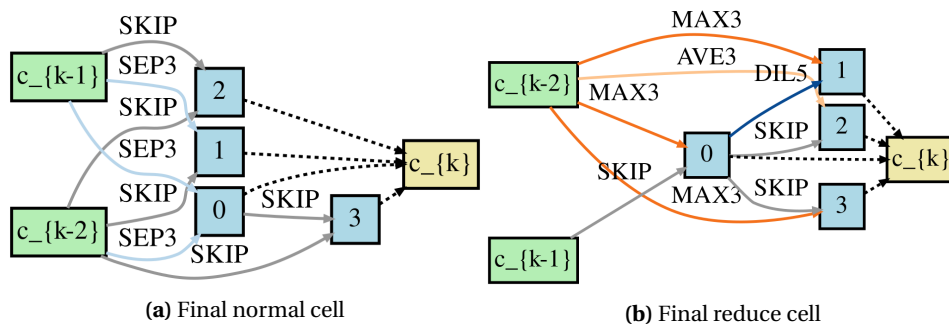 SKIP
c_{k-1}
SEP3
2
SKIP
SEP3
1
c_{k}
SKIP
0
SKIP
3
c_{k-2}
SEP3
SKIP
(a) Final normal cell
MAX3
c_{k-2}
AVE3
DIL5
1
MAX3
2
SKIP
0
c_{k}
SKIP
MAX3
SKIP
3
c_{k-1}
(b) Final reduce cell